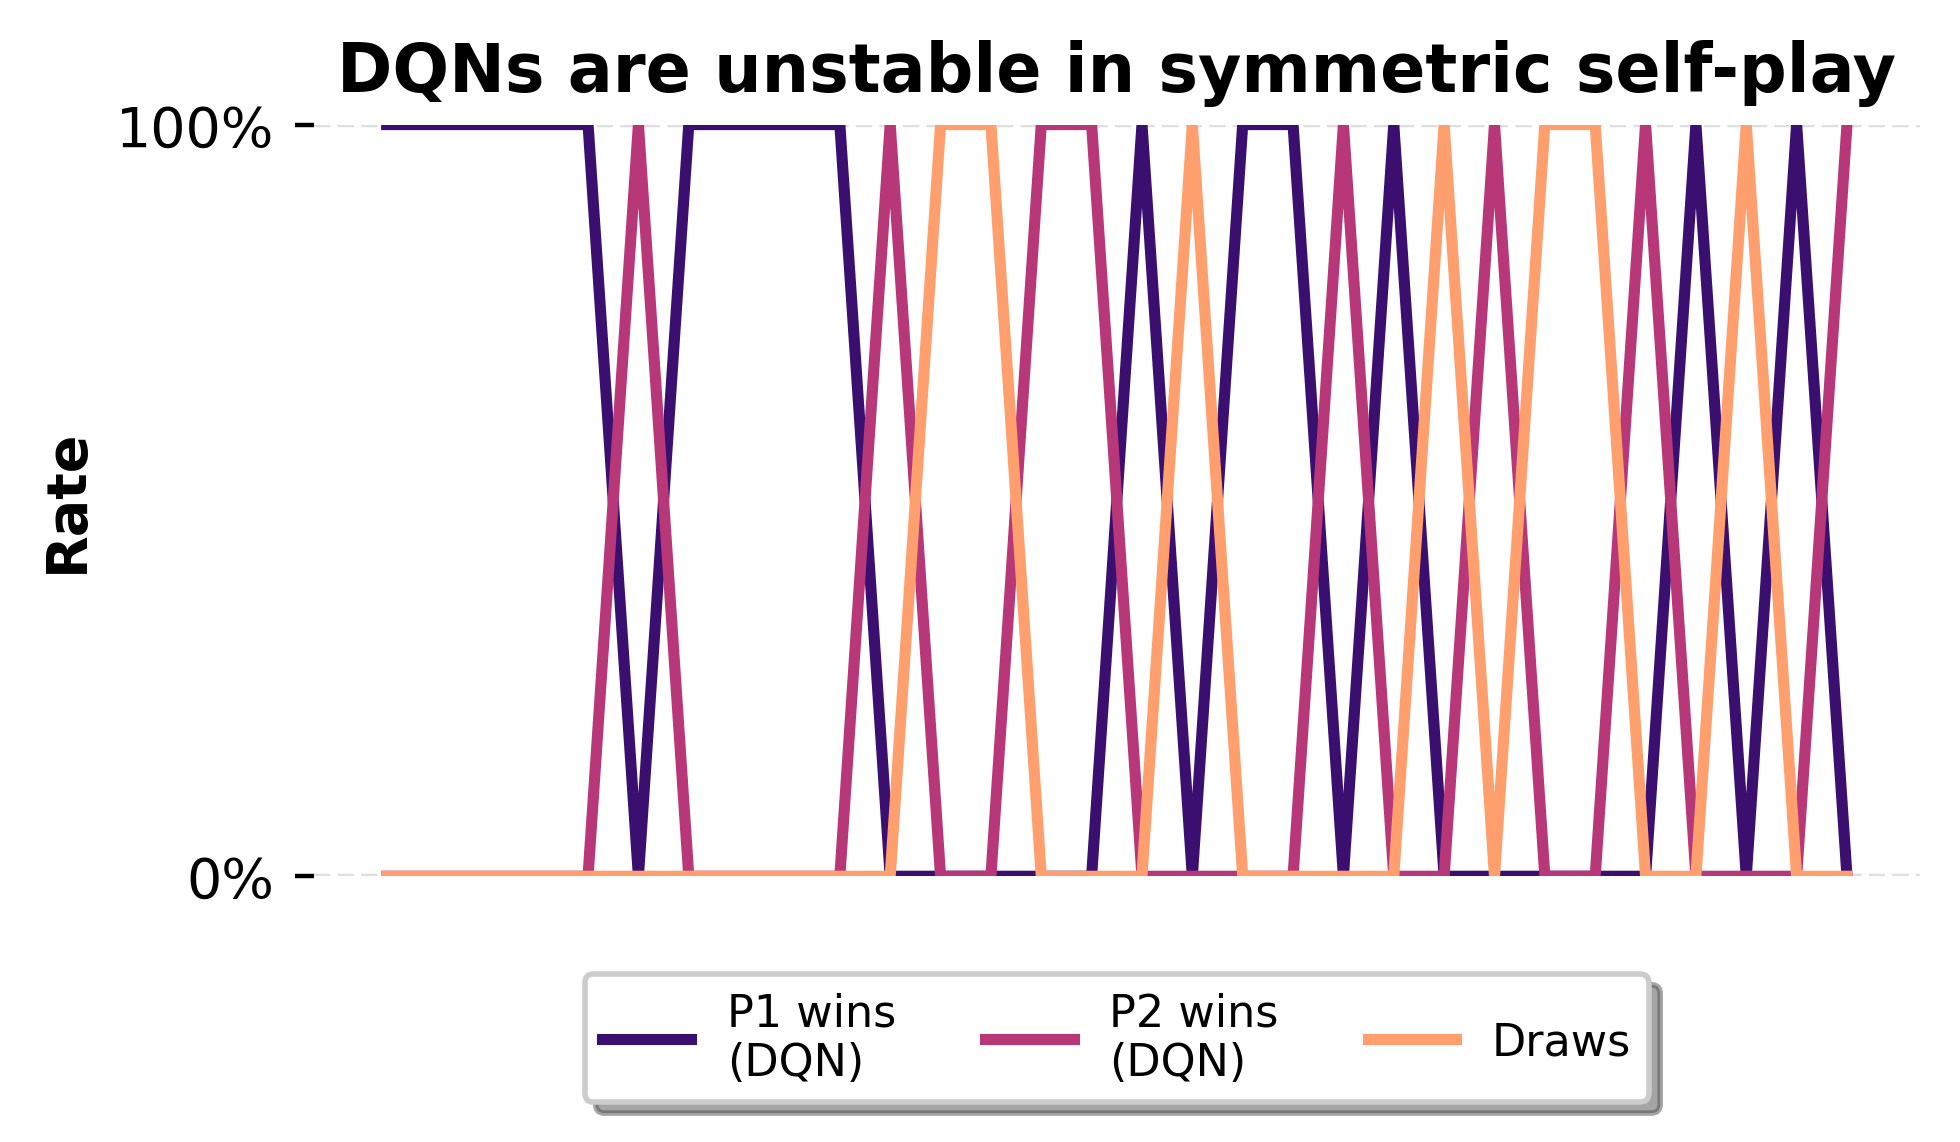 DQNs are unstable in symmetric self-play
100%
Rate
0%
P1 wins
(DQN)
P2 wins
(DQN)
Draws